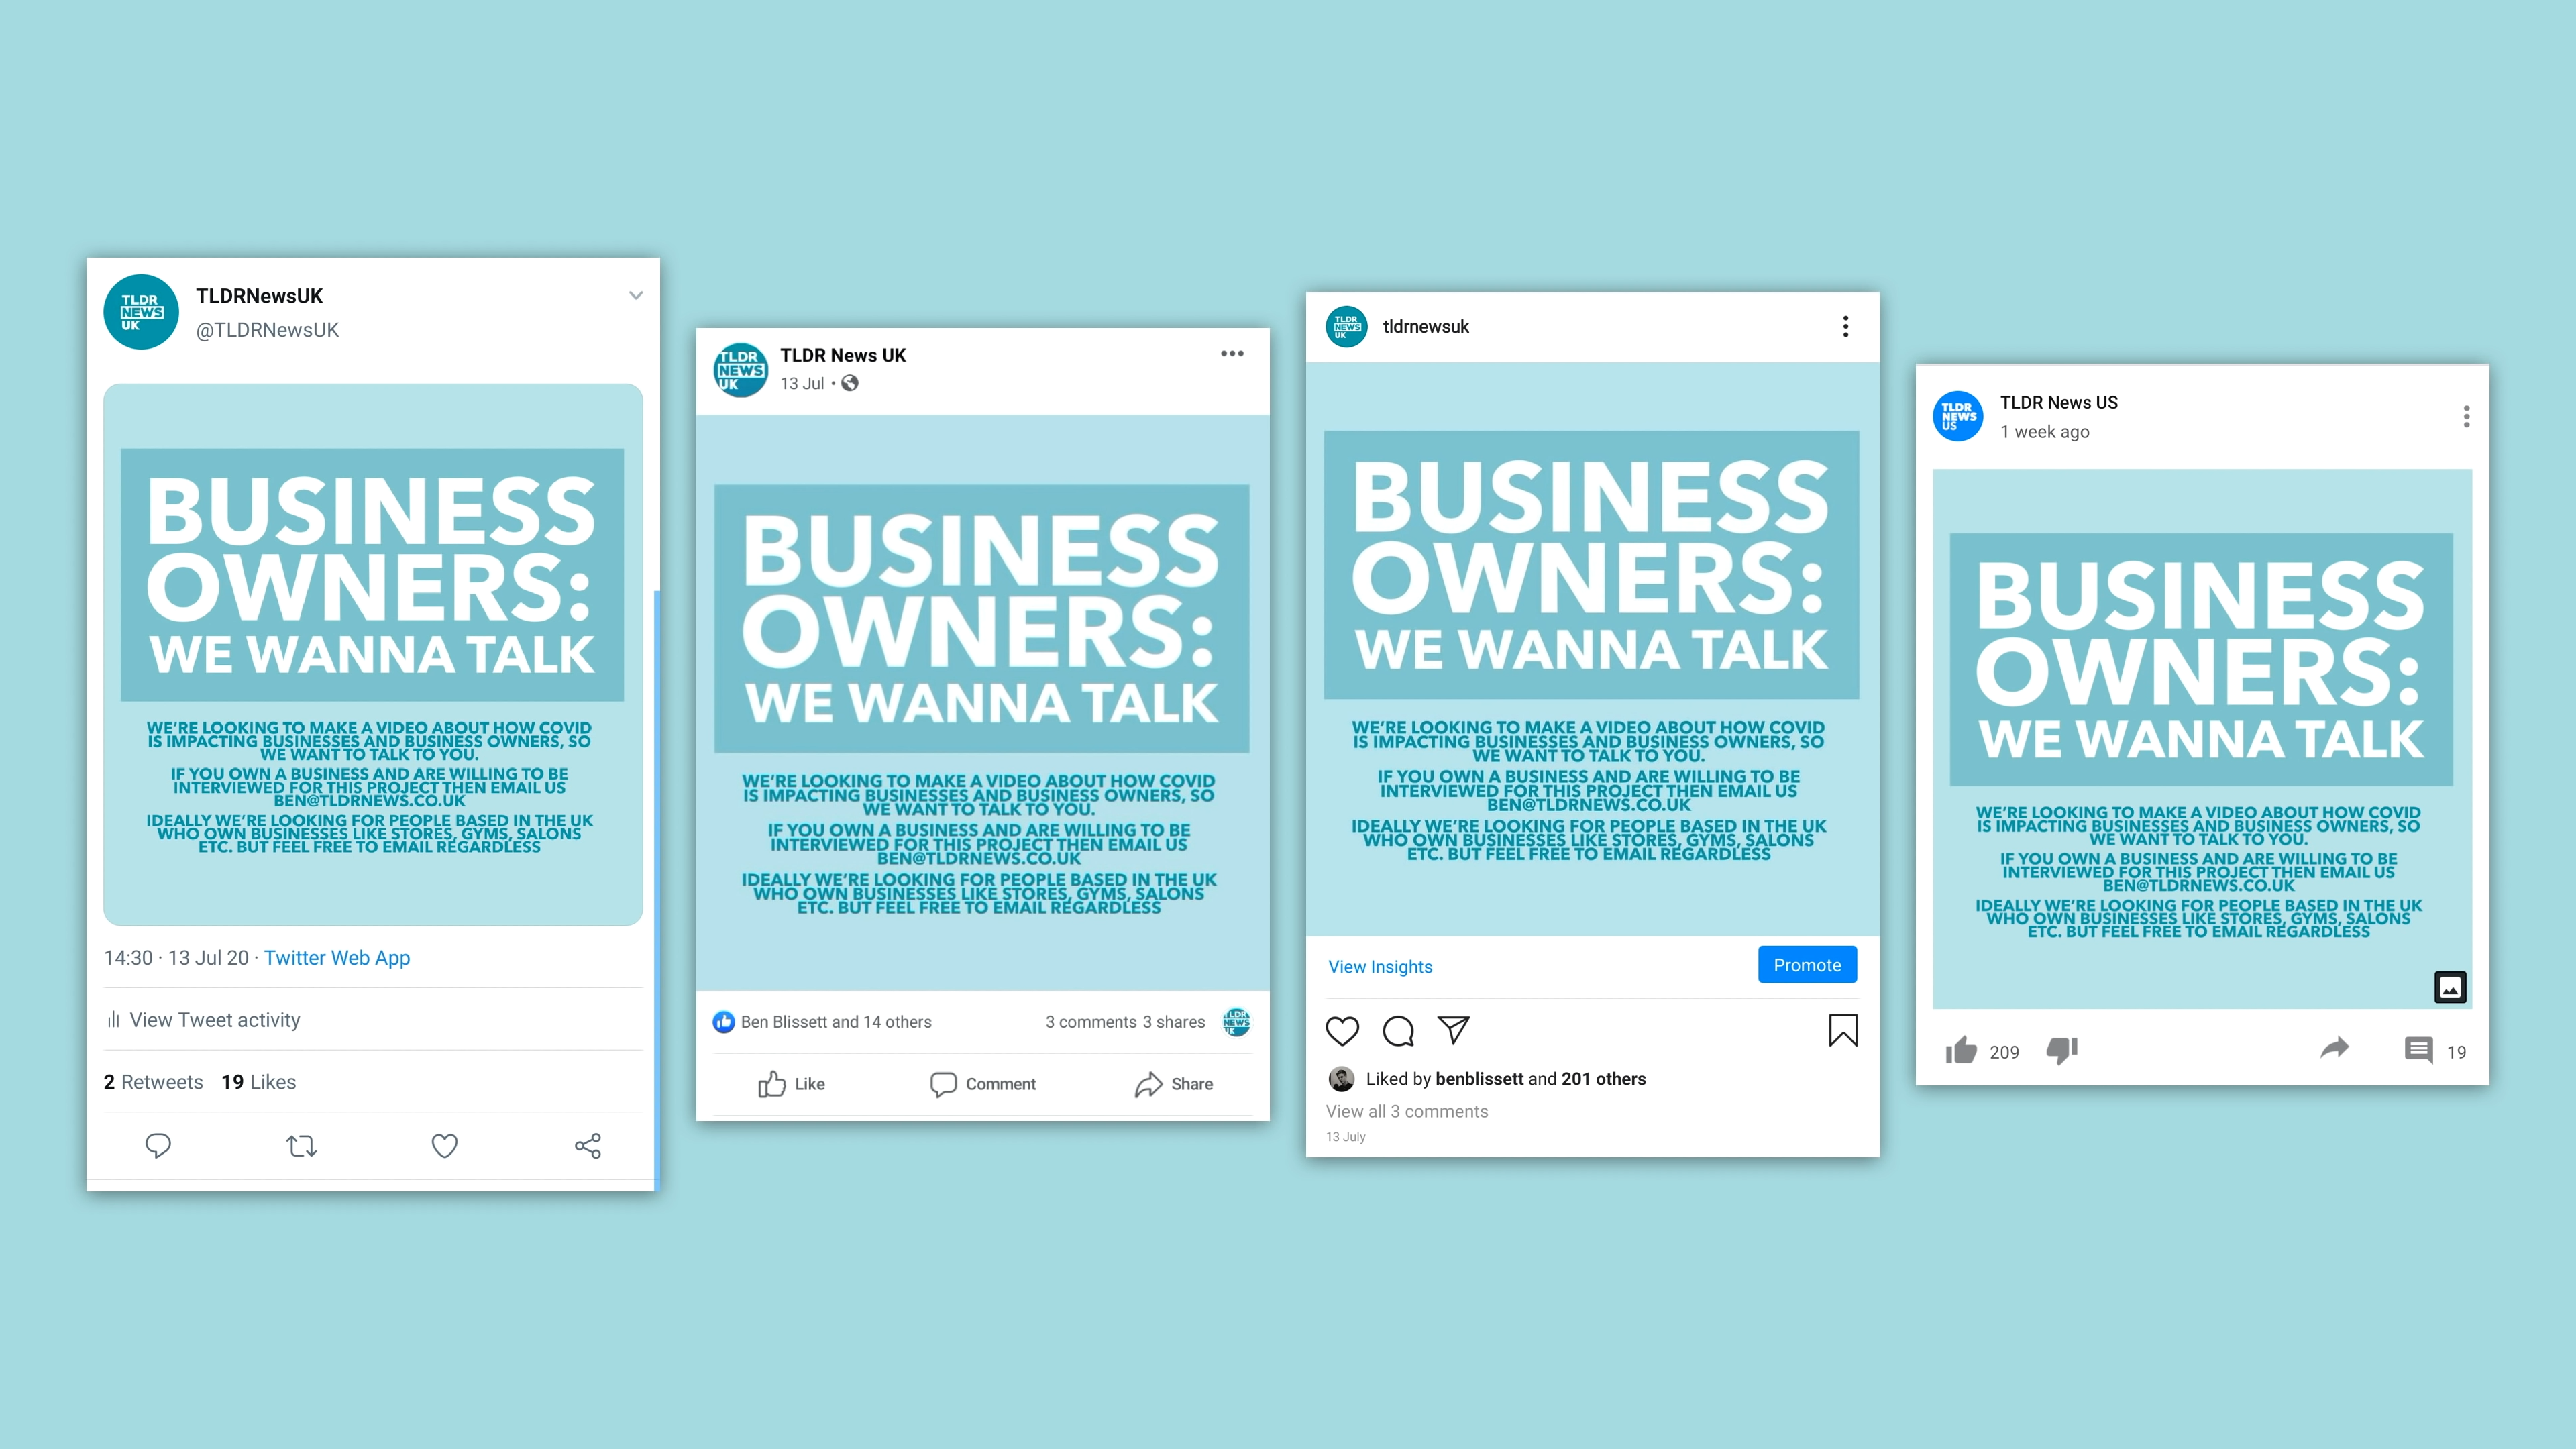 TLDR
NEWS
UK
TLDRNewsUK
@TLDRNewsUK
BUSINESS
OWNERS:
WE WANNA TALK
WE'RE LOOKING TO MAKE A VIDEO ABOUT HOW COVID
IS IMPACTING BUSINESSES AND BUSINESS OWNERS, SO
WE WANT TO TALK TO YOU.
IF YOU OWN A BUSINESS AND ARE WILLING TO BE
INTERVIEWED FOR THIS PROJECT THEN EMAIL US
BEN@TLDRNEWS.CO.UK
IDEALLY WE'RE LOOKING FOR PEOPLE BASED IN THE UK
WHO OWN BUSINESSES LIKE STORES, GYMS, SALONS
ETC. BUT FEEL FREE TO EMAIL REGARDLESS
14:30 · 13 Jul 20 · Twitter Web App
View Tweet activity
2 Retweets 19 Likes
TLDR
NEWS
UK
TLDR News UK
13 Jul ·
BUSINESS
OWNERS:
WE WANNA TALK
WE'RE LOOKING TO MAKE A VIDEO ABOUT HOW COVID
IS IMPACTING BUSINESSES AND BUSINESS OWNERS, SO
WE WANT TO TALK TO YOU.
IF YOU OWN A BUSINESS AND ARE WILLING TO BE
INTERVIEWED FOR THIS PROJECT THEN EMAIL US
BEN@TLDRNEWS.CO.UK
IDEALLY WE'RE LOOKING FOR PEOPLE BASED IN THE UK
WHO OWN BUSINESSES LIKE STORES, GYMS, SALONS
ETC. BUT FEEL FREE TO EMAIL REGARDLESS
Ben Blissett and 14 others 3 comments 3 shares
TLDR
NEWS
UK
Like Comment Share
TLDR
NEWS
UK
tldrnewsuk
BUSINESS
OWNERS:
WE WANNA TALK
WE'RE LOOKING TO MAKE A VIDEO ABOUT HOW COVID
IS IMPACTING BUSINESSES AND BUSINESS OWNERS, SO
WE WANT TO TALK TO YOU.
IF YOU OWN A BUSINESS AND ARE WILLING TO BE
INTERVIEWED FOR THIS PROJECT THEN EMAIL US
BEN@TLDRNEWS.CO.UK
IDEALLY WE'RE LOOKING FOR PEOPLE BASED IN THE UK
WHO OWN BUSINESSES LIKE STORES, GYMS, SALONS
ETC. BUT FEEL FREE TO EMAIL REGARDLESS
View Insights Promote
Liked by benblissett and 201 others
View all 3 comments
13 July
TLDR
NEWS
US
TLDR News US
1 week ago
BUSINESS
OWNERS:
WE WANNA TALK
WE'RE LOOKING TO MAKE A VIDEO ABOUT HOW COVID
IS IMPACTING BUSINESSES AND BUSINESS OWNERS, SO
WE WANT TO TALK TO YOU.
IF YOU OWN A BUSINESS AND ARE WILLING TO BE
INTERVIEWED FOR THIS PROJECT THEN EMAIL US
BEN@TLDRNEWS.CO.UK
IDEALLY WE'RE LOOKING FOR PEOPLE BASED IN THE UK
WHO OWN BUSINESSES LIKE STORES, GYMS, SALONS
ETC. BUT FEEL FREE TO EMAIL REGARDLESS
209 19